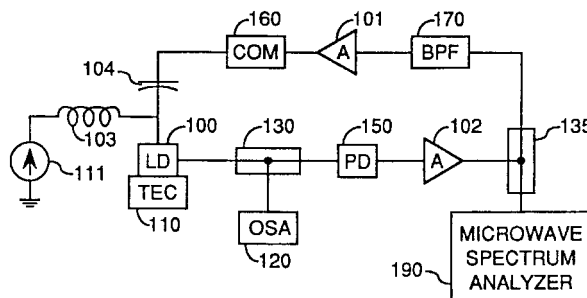 160
101
170
COM
A
BPF
104
103
100
130
150
102
135
111
LD
PD
A
TEC
110
OSA
120
MICROWAVE
SPECTRUM
ANALYZER
190